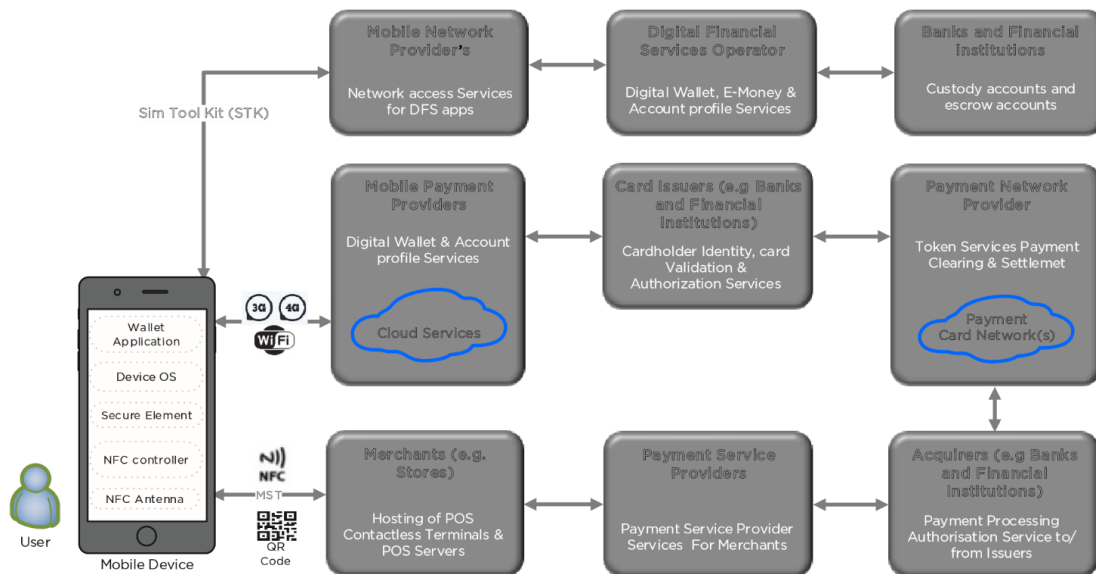 Mobile Network
Provider's
Network access Services
for DFS apps
Digital Financial
Services Operator
Digital Wallet, E-Money &
Account profile Services
Banks and Financial
institutions
Custody accounts and
escrow accounts
Sim Tool Kit (STK)
Mobile Payment
Providers
Digital Wallet & Account
profile Services
Cloud Services
Card Issuers (e.g Banks
and Financial
Institutions)
Cardholder Identity, card
Validation &
Authorization Services
Payment Network
Provider
Token Services Payment
Clearing & Settlemet
Payment
Card Network(s)
3G 4G
WiFi
Wallet
Application
Device OS
Secure Element
NFC controller
NFC Antenna
User
Mobile Device
NFC
MST
QR
Code
Merchants (e.g.
Stores)
Hosting of POS
Contactless Terminals &
POS Servers
Payment Service
Providers
Payment Service Provider
Services For Merchants
Acquirers (e.g Banks
and Financial
Institutions)
Payment Processing
Authorisation Service to/
from Issuers